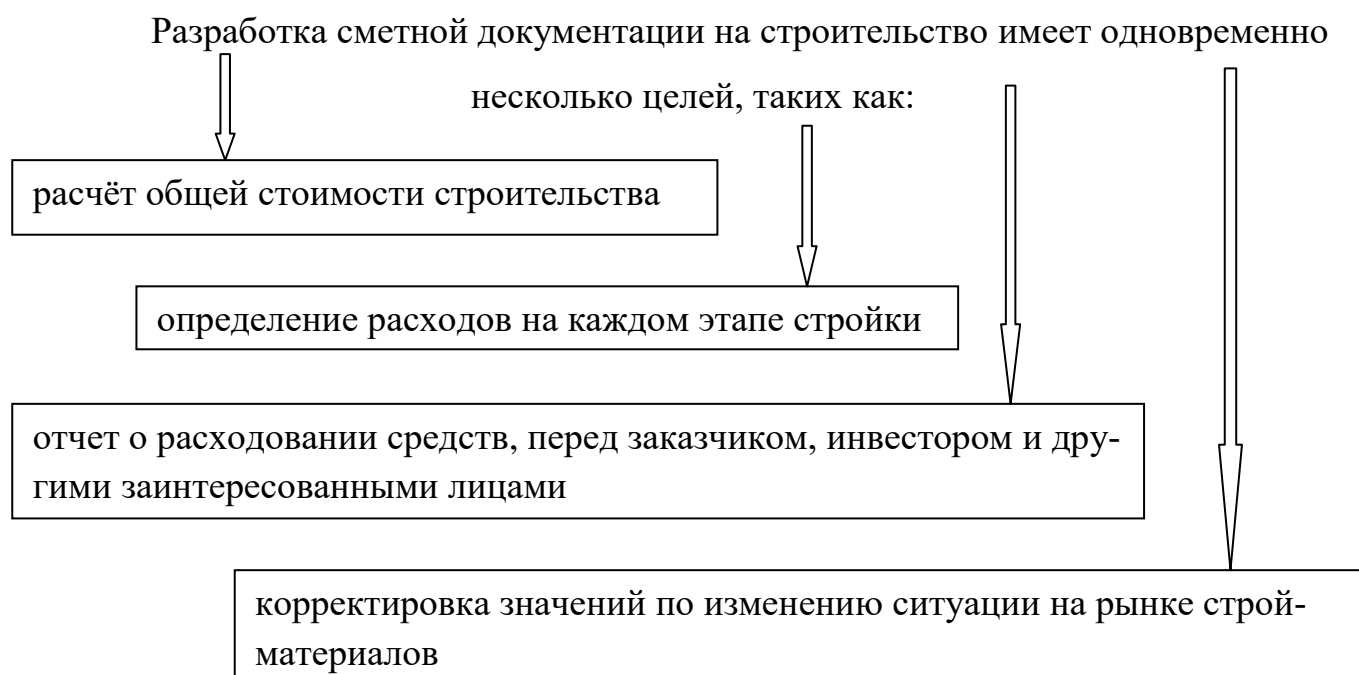 Разработка сметной документации на строительство имеет одновременно
несколько целей, таких как:
расчёт общей стоимости строительства
определение расходов на каждом этапе стройки
отчет о расходовании средств, перед заказчиком, инвестором и дру-
гими заинтересованными лицами
корректировка значений по изменению ситуации на рынке строй-
материалов